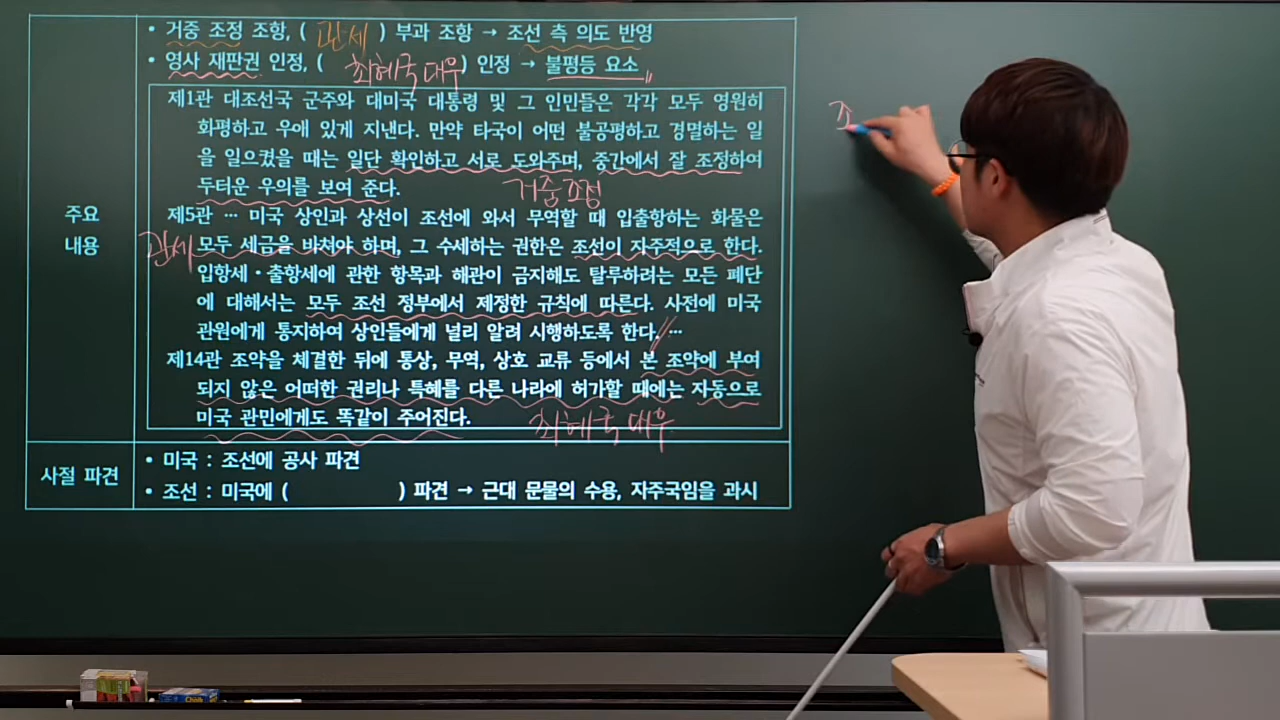 • 거중 조정 조항, ( 관세 ) 부과 조항 → 조선 측 의도 반영
• 영사 재판권 인정, ( 최혜국 대우 ) 인정 → 불평등 요소
주요
내용
제1관 대조선국 군주와 대미국 대통령 및 그 인민들은 각각 모두 영원히
화평하고 우애 있게 지낸다. 만약 타국이 어떤 불공평하고 경멸하는 일
을 일으켰을 때는 일단 확인하고 서로 도와주며, 중간에서 잘 조정하여
두터운 우의를 보여 준다.
거중 조정
제5관 … 미국 상인과 상선이 조선에 와서 무역할 때 입출항하는 화물은
관세
모두 세금을 바쳐야 하며, 그 수세하는 권한은 조선이 자주적으로 한다.
입항세·출항세에 관한 항목과 해관이 금지해도 탈루하려는 모든 폐단
에 대해서는 모두 조선 정부에서 제정한 규칙에 따른다. 사전에 미국
관원에게 통지하여 상인들에게 널리 알려 시행하도록 한다. …
제14관 조약을 체결한 뒤에 통상, 무역, 상호 교류 등에서 본 조약에 부여
되지 않은 어떠한 권리나 특혜를 다른 나라에 허가할 때에는 자동으로
미국 관민에게도 똑같이 주어진다.
최혜국 대우
사절 파견
• 미국 : 조선에 공사 파견
• 조선 : 미국에 ( ) 파견 → 근대 문물의 수용, 자주국임을 과시
조